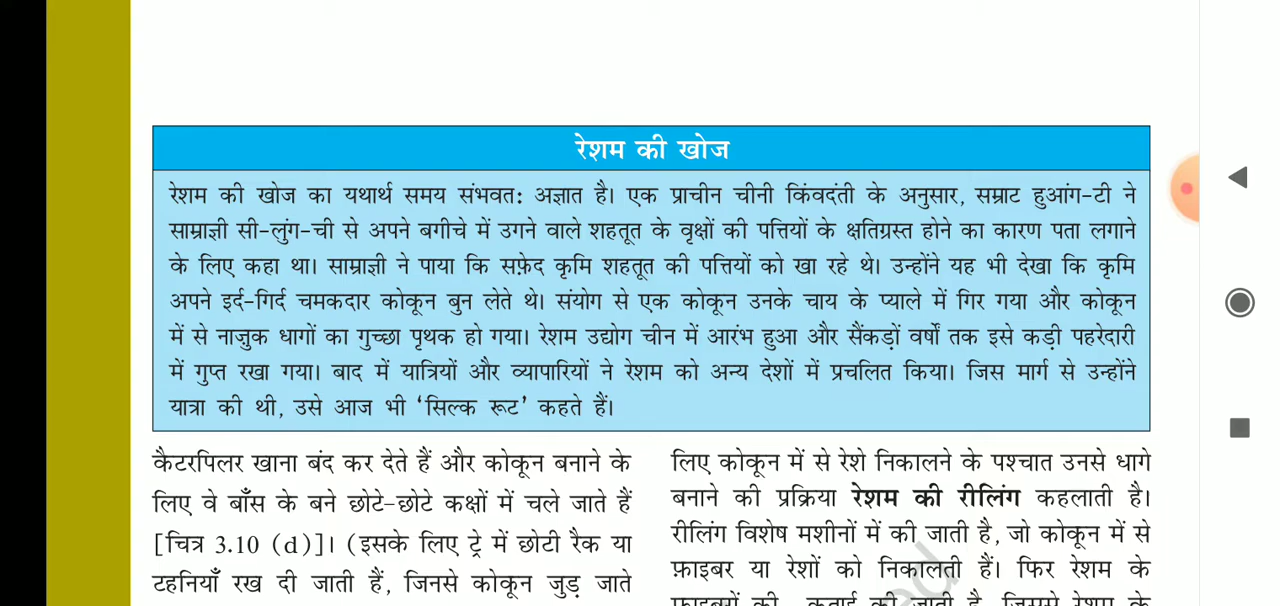 रेशम की खोज
रेशम की खोज का यथार्थ समय संभवत: अज्ञात है। एक प्राचीन चीनी किंवदंती के अनुसार, सम्राट हुआंग-टी ने
साम्राज्ञी सी-लुंग-ची से अपने बगीचे में उगने वाले शहतूत के वृक्षों की पत्तियों के क्षतिग्रस्त होने का कारण पता लगाने
के लिए कहा था। साम्राज्ञी ने पाया कि सफ़ेद कृमि शहतूत की पत्तियों को खा रहे थे। उन्होंने यह भी देखा कि कृमि
अपने इर्द-गिर्द चमकदार कोकून बुन लेते थे। संयोग से एक कोकून उनके चाय के प्याले में गिर गया और कोकून
में से नाज़ुक धागों का गुच्छा पृथक हो गया। रेशम उद्योग चीन में आरंभ हुआ और सैंकड़ों वर्षों तक इसे कड़ी पहरेदारी
में गुप्त रखा गया। बाद में यात्रियों और व्यापारियों ने रेशम को अन्य देशों में प्रचलित किया। जिस मार्ग से उन्होंने
यात्रा की थी, उसे आज भी ‘सिल्क रूट’ कहते हैं।
कैटरपिलर खाना बंद कर देते हैं और कोकून बनाने के
लिए वे बाँस के बने छोटे-छोटे कक्षों में चले जाते हैं
[चित्र 3.10 (d)]। (इसके लिए ट्रे में छोटी रैक या
टहनियाँ रख दी जाती हैं, जिनसे कोकून जुड़ जाते
लिए कोकून में से रेशे निकालने के पश्चात उनसे धागे
बनाने की प्रक्रिया रेशम की रीलिंग कहलाती है।
रीलिंग विशेष मशीनों में की जाती है, जो कोकून में से
फ़ाइबर या रेशों को निकालती हैं। फिर रेशम के
फ़ाइबरों की कताई की जाती है, जिससे रेशम के